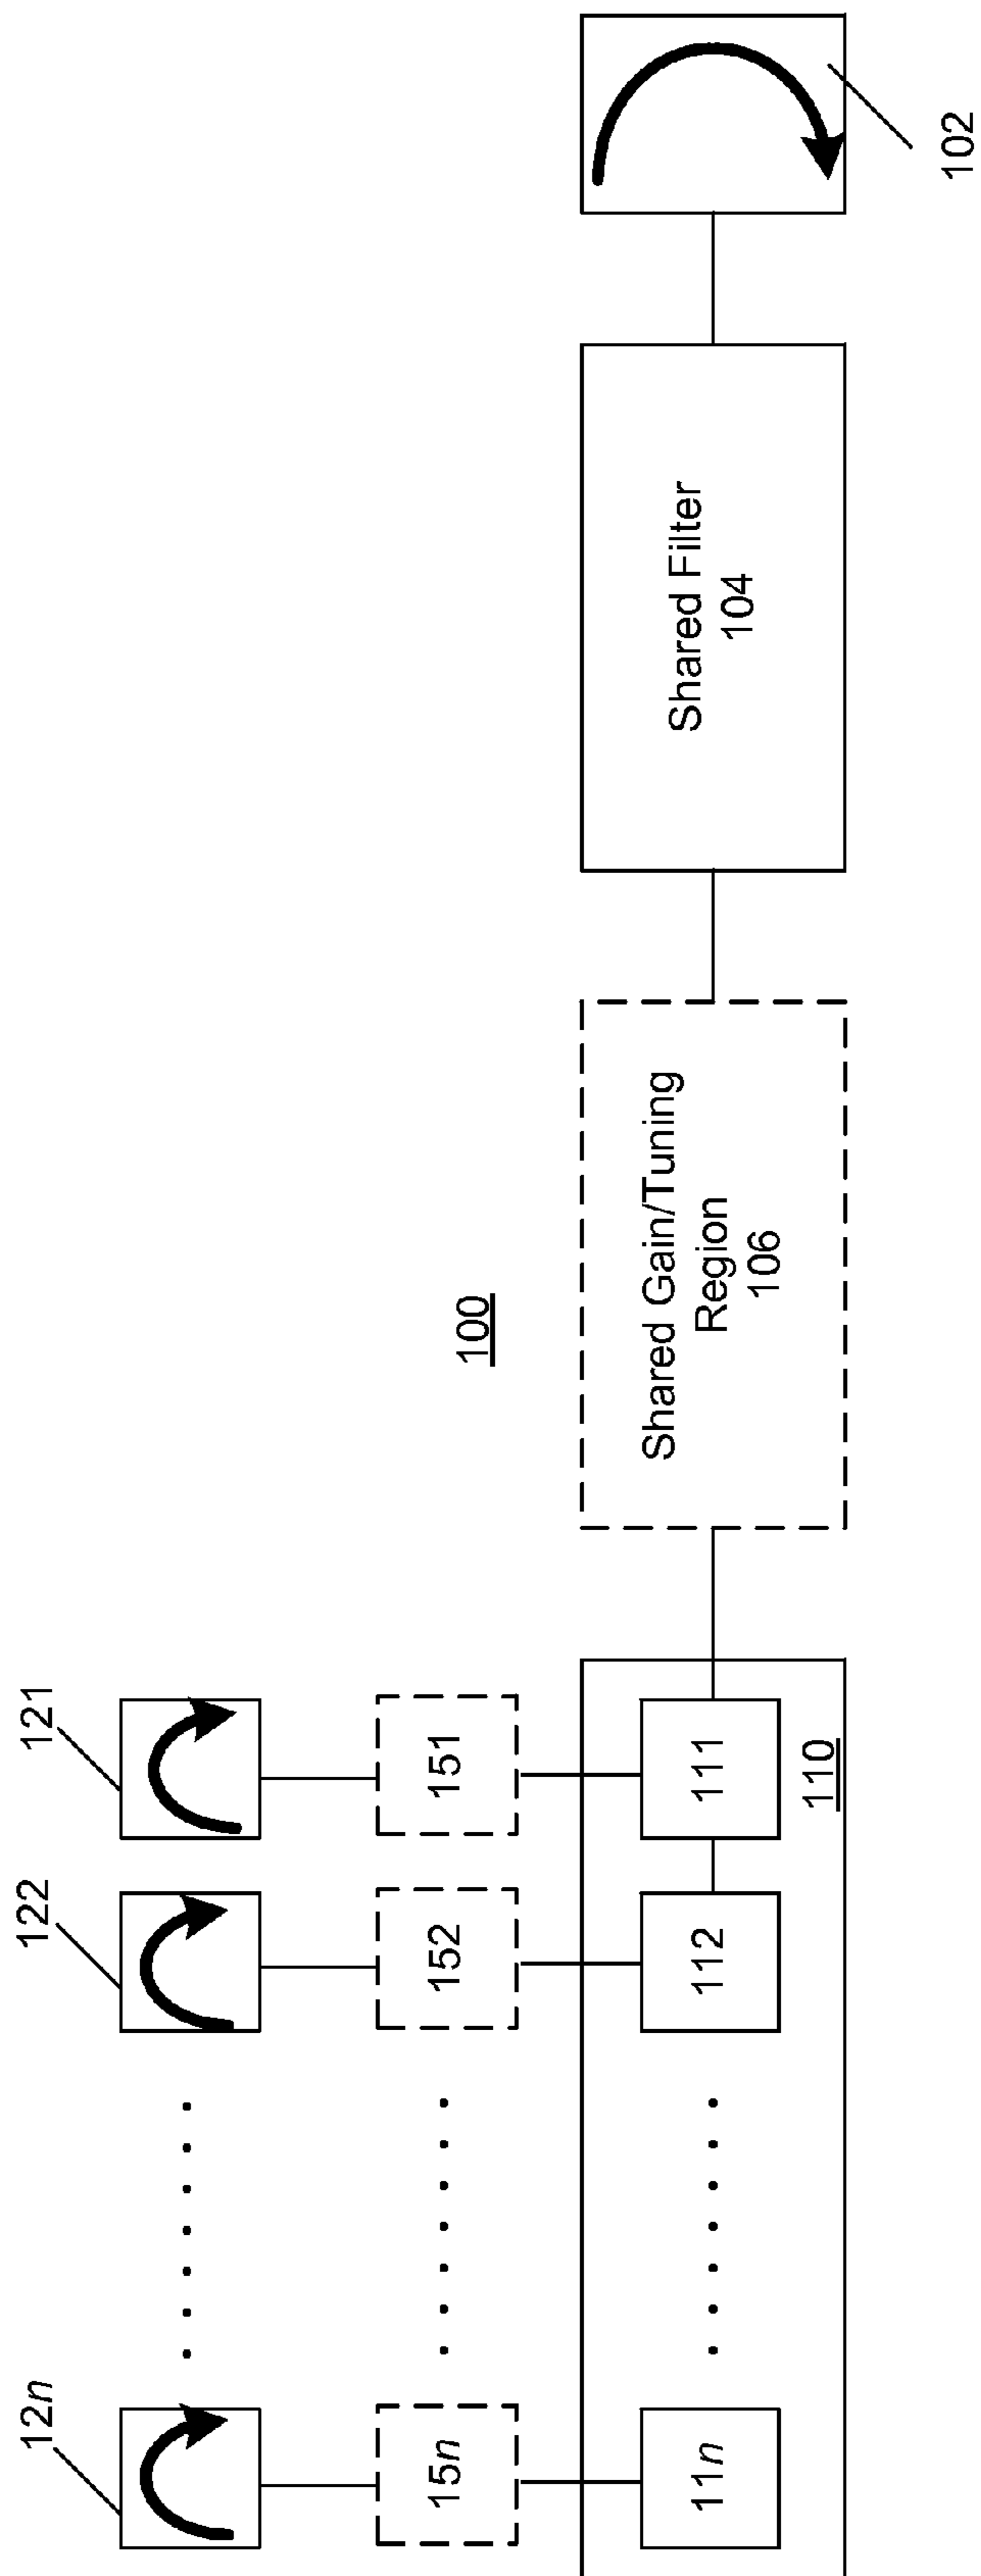 102
Shared Filter
104
Shared Gain/Tuning
Region
106
100
121
151
111
110
122
152
112
12n
15n
11n